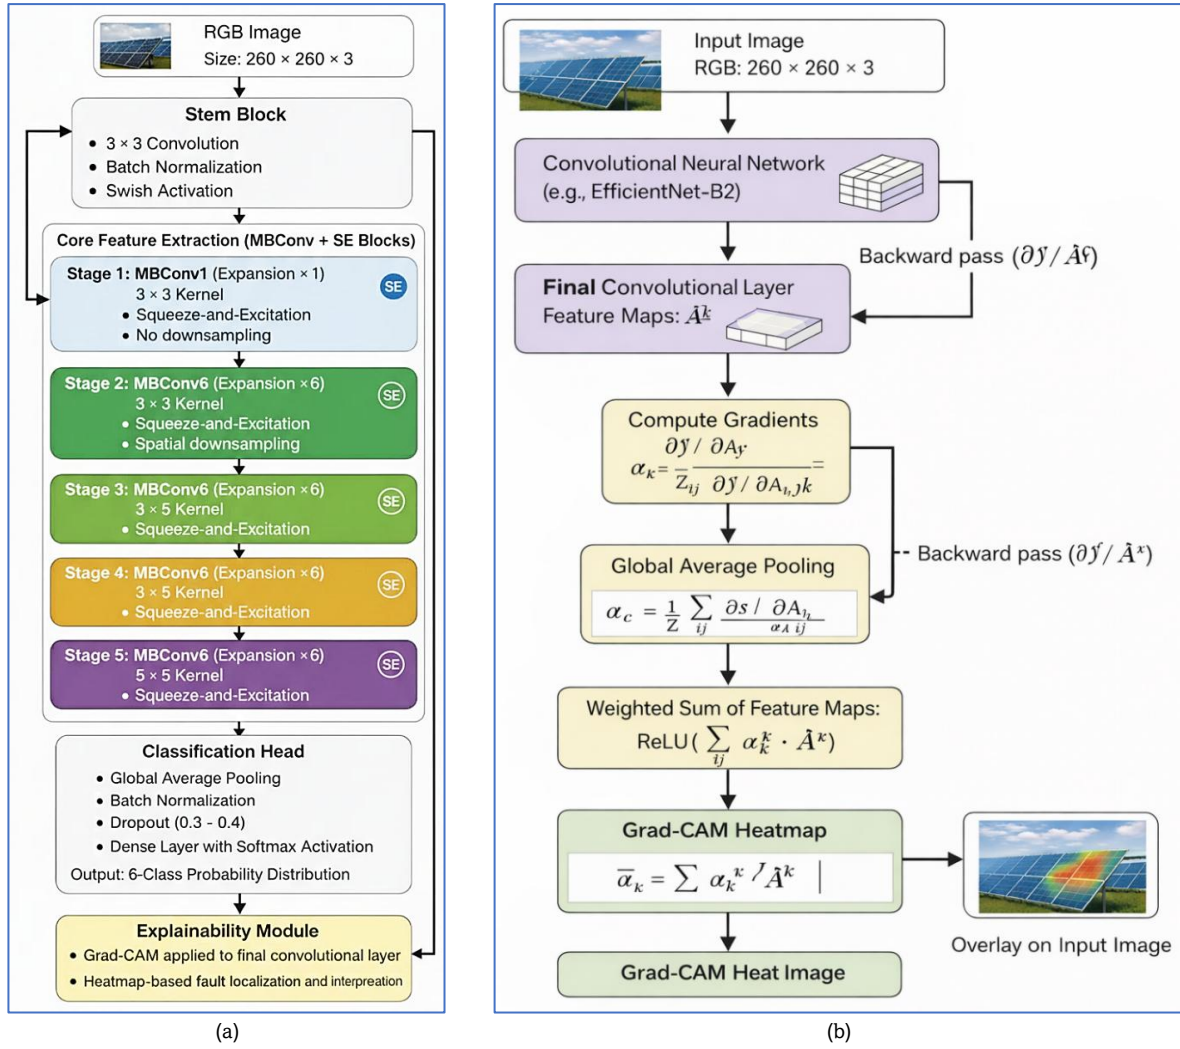 RGB Image
Size: 260 × 260 × 3
Stem Block
• 3 × 3 Convolution
• Batch Normalization
• Swish Activation
Core Feature Extraction (MBConv + SE Blocks)
Stage 1: MBConv1 (Expansion × 1)
SE
3 × 3 Kernel
• Squeeze-and-Excitation
• No downsampling
Stage 2: MBConv6 (Expansion × 6)
SE
3 × 3 Kernel
• Squeeze-and-Excitation
• Spatial downsampling
Stage 3: MBConv6 (Expansion × 6)
SE
3 × 5 Kernel
• Squeeze-and-Excitation
Stage 4: MBConv6 (Expansion × 6)
SE
3 × 5 Kernel
• Squeeze-and-Excitation
Stage 5: MBConv6 (Expansion × 6)
SE
5 × 5 Kernel
• Squeeze-and-Excitation
Classification Head
• Global Average Pooling
• Batch Normalization
• Dropout (0.3 - 0.4)
• Dense Layer with Softmax Activation
Output: 6-Class Probability Distribution
Explainability Module
• Grad-CAM applied to final convolutional layer
• Heatmap-based fault localization and interpreation
(a)
Input Image
RGB: 260 × 260 × 3
Convolutional Neural Network
(e.g., EfficientNet-B2)
Backward pass
Final Convolutional Layer
Feature Maps:
Compute Gradients
Backward pass
Global Average Pooling
Weighted Sum of Feature Maps:
ReLU
Grad-CAM Heatmap
Overlay on Input Image
Grad-CAM Heat Image
(b)